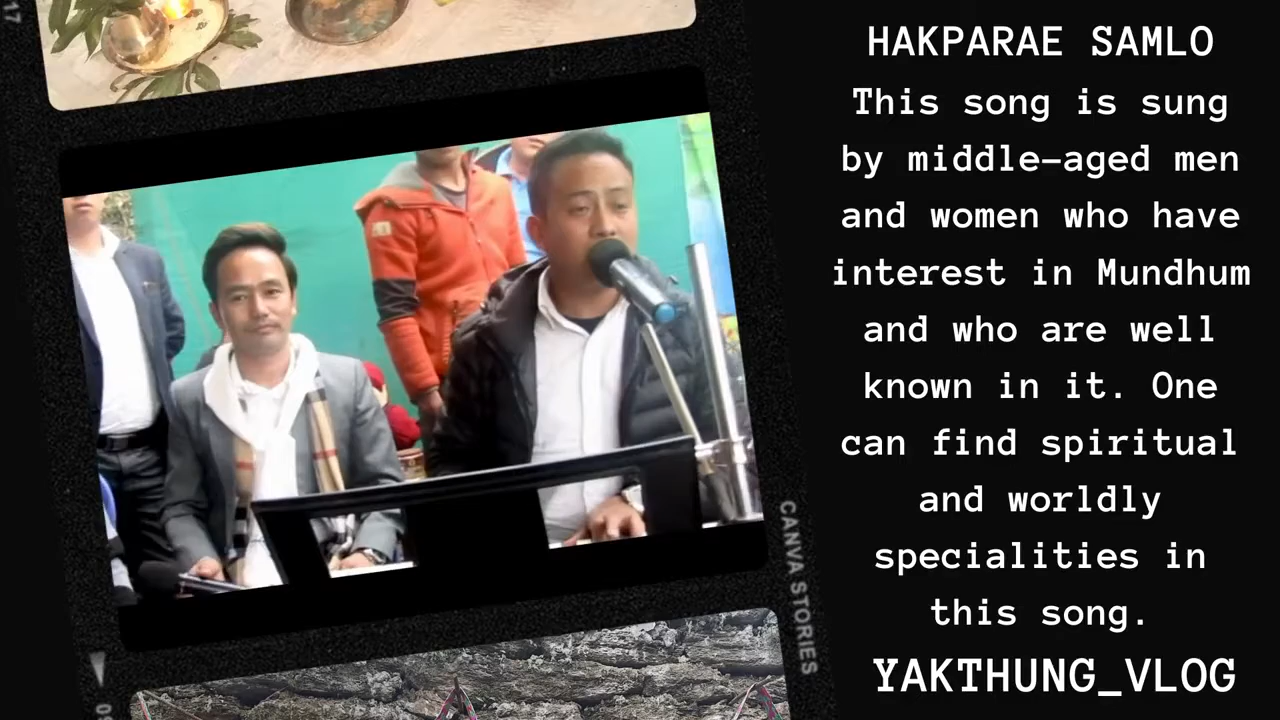 17
HAKPARAE SAMLO
This song is sung
by middle-aged men
and women who have
interest in Mundhum
and who are well
known in it. One
can find spiritual
and worldly
specialities in
this song.
YAKTHUNG_VLOG
CANVA STORIES